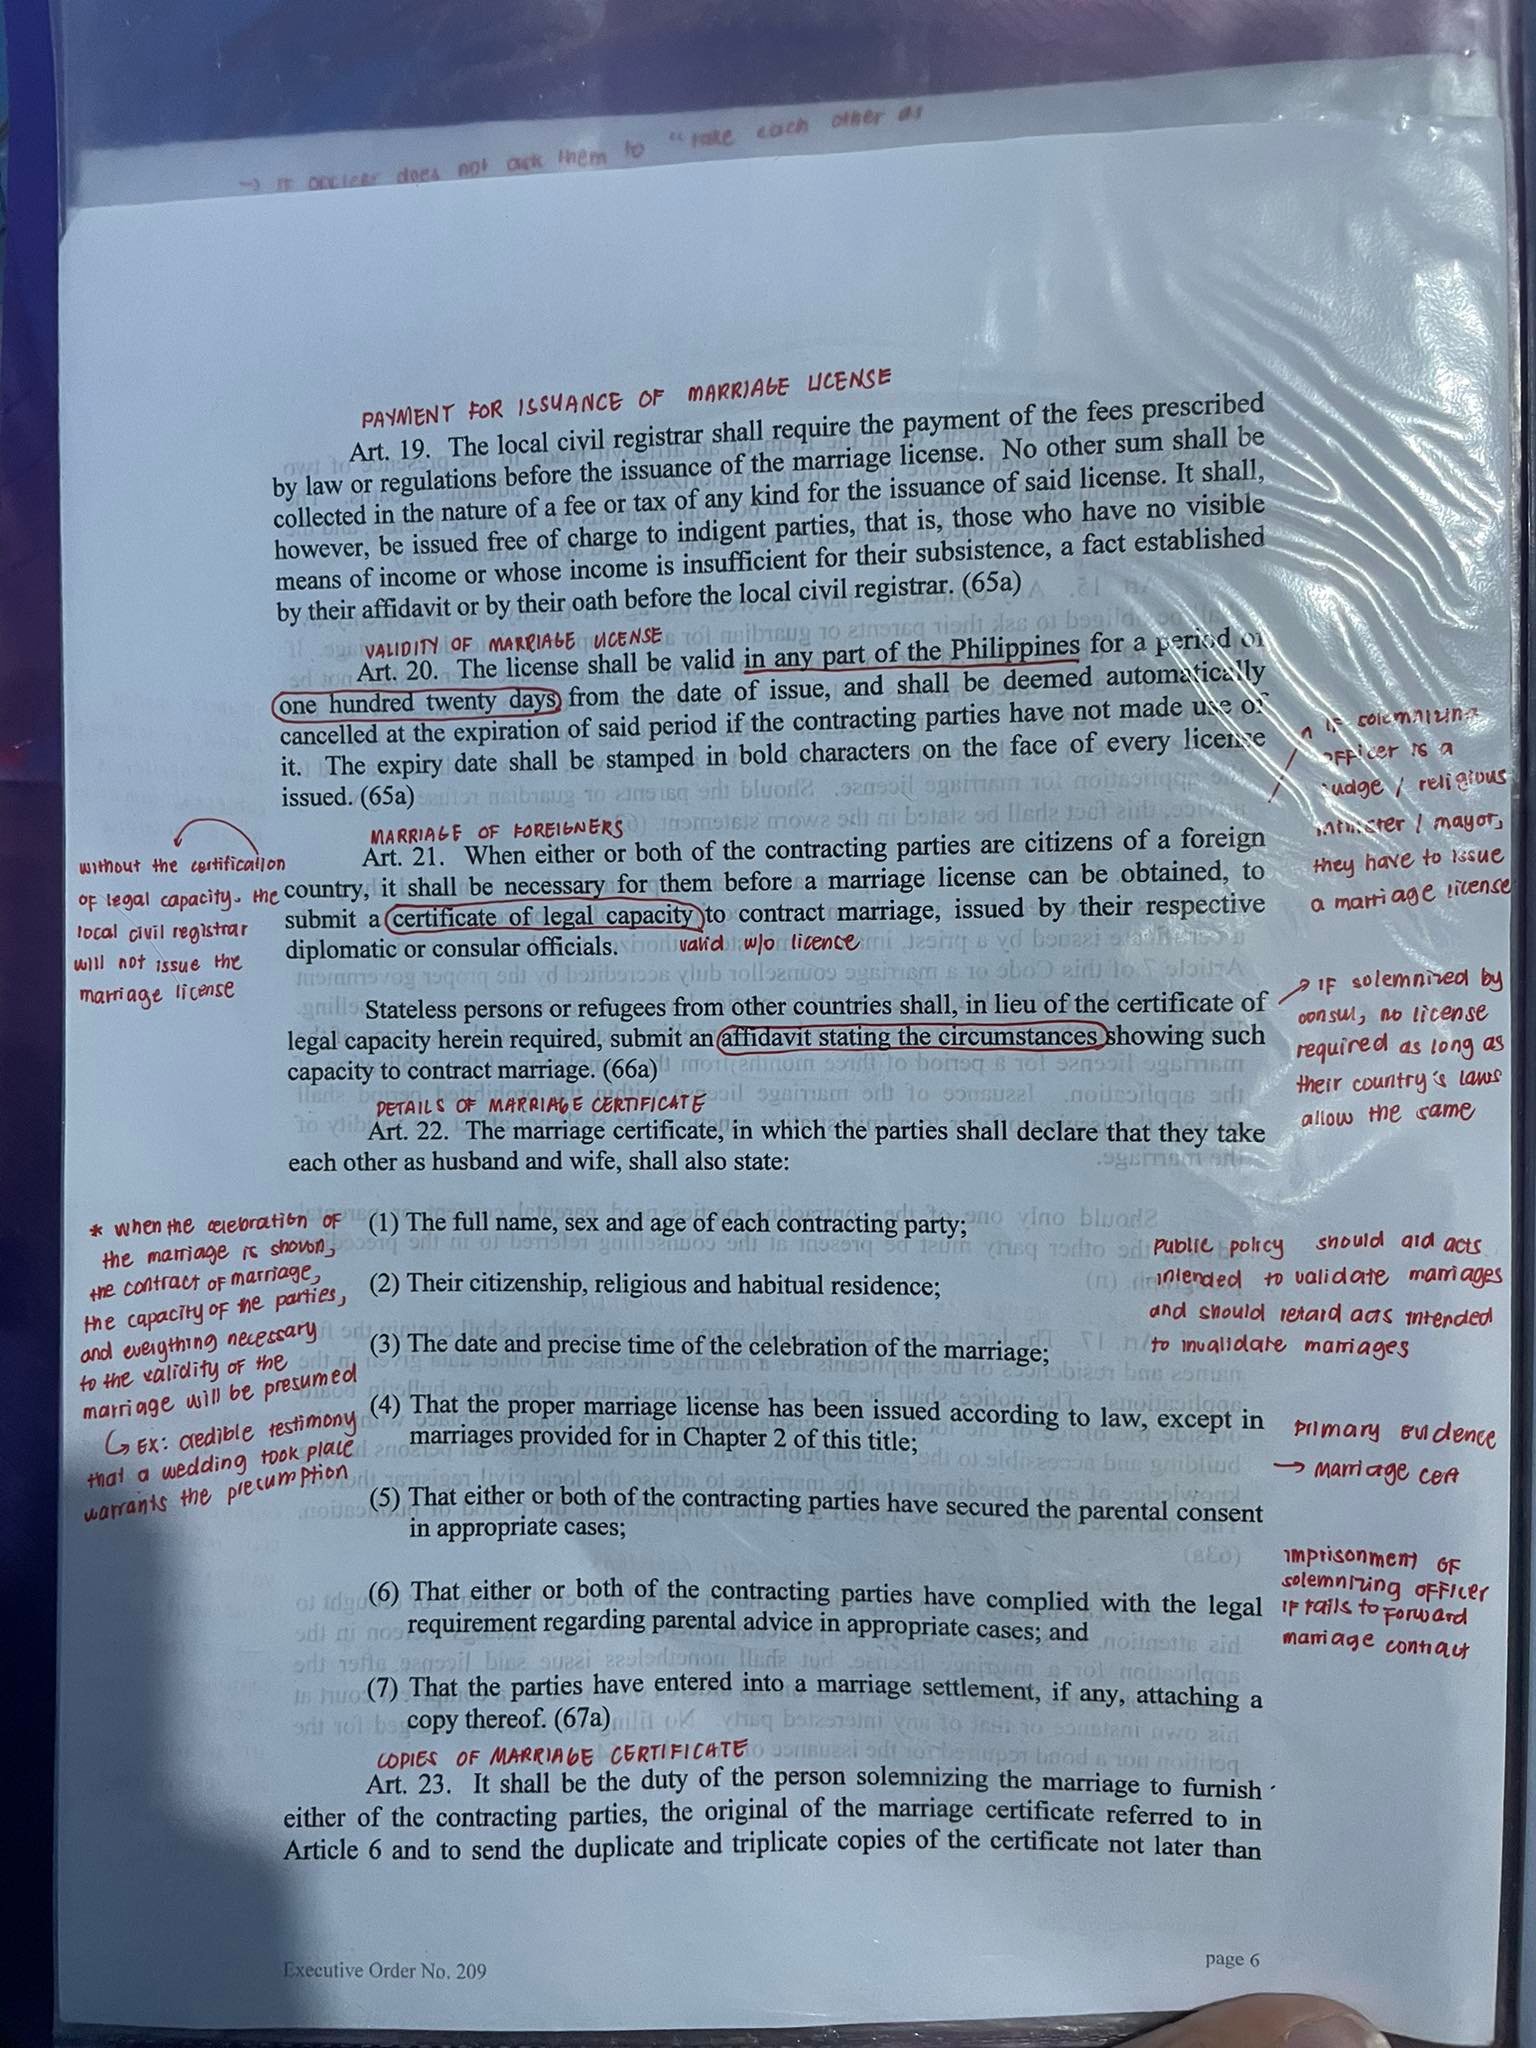 → if officer does not ask them to "take each other as
PAYMENT FOR ISSUANCE OF MARRIAGE LICENSE
Art. 19. The local civil registrar shall require the payment of the fees prescribed
by law or regulations before the issuance of the marriage license. No other sum shall be
collected in the nature of a fee or tax of any kind for the issuance of said license. It shall,
however, be issued free of charge to indigent parties, that is, those who have no visible
means of income or whose income is insufficient for their subsistence, a fact established
by their affidavit or by their oath before the local civil registrar. (65a)
VALIDITY OF MARRIAGE LICENSE
Art. 20. The license shall be valid in any part of the Philippines for a period of
one hundred twenty days from the date of issue, and shall be deemed automatically
cancelled at the expiration of said period if the contracting parties have not made use of
it. The expiry date shall be stamped in bold characters on the face of every license
issued. (65a)
IF solemnizing
officer is a
judge / religious
minister / mayor,
they have to issue
a marriage license
MARRIAGE OF FOREIGNERS
Art. 21. When either or both of the contracting parties are citizens of a foreign
country, it shall be necessary for them before a marriage license can be obtained, to
submit a certificate of legal capacity to contract marriage, issued by their respective
diplomatic or consular officials. valid w/o licence
without the certification
of legal capacity, the
local civil registrar
will not issue the
marriage license
Stateless persons or refugees from other countries shall, in lieu of the certificate of
legal capacity herein required, submit an affidavit stating the circumstances showing such
capacity to contract marriage. (66a)
→ IF solemnized by
consul, no license
required as long as
their country's laws
allow the same
DETAILS OF MARRIAGE CERTIFICATE
Art. 22. The marriage certificate, in which the parties shall declare that they take
each other as husband and wife, shall also state:
(1) The full name, sex and age of each contracting party;
(2) Their citizenship, religious and habitual residence;
(3) The date and precise time of the celebration of the marriage;
(4) That the proper marriage license has been issued according to law, except in
marriages provided for in Chapter 2 of this title;
(5) That either or both of the contracting parties have secured the parental consent
in appropriate cases;
(6) That either or both of the contracting parties have complied with the legal
requirement regarding parental advice in appropriate cases; and
(7) That the parties have entered into a marriage settlement, if any, attaching a
copy thereof. (67a)
* when the celebration of
the marriage is shown,
the contract of marriage,
the capacity of the parties,
and everything necessary
to the validity of the
marriage will be presumed
↳ EX: credible testimony
that a wedding took place
warrants the presumption
public policy should aid acts
intended to validate marriages
and should retard acts intended
to invalidate marriages
primary evidence
→ marriage cert
imprisonment of
solemnizing officer
if fails to forward
marriage contract
COPIES OF MARRIAGE CERTIFICATE
Art. 23. It shall be the duty of the person solemnizing the marriage to furnish
either of the contracting parties, the original of the marriage certificate referred to in
Article 6 and to send the duplicate and triplicate copies of the certificate not later than
Executive Order No. 209
page 6